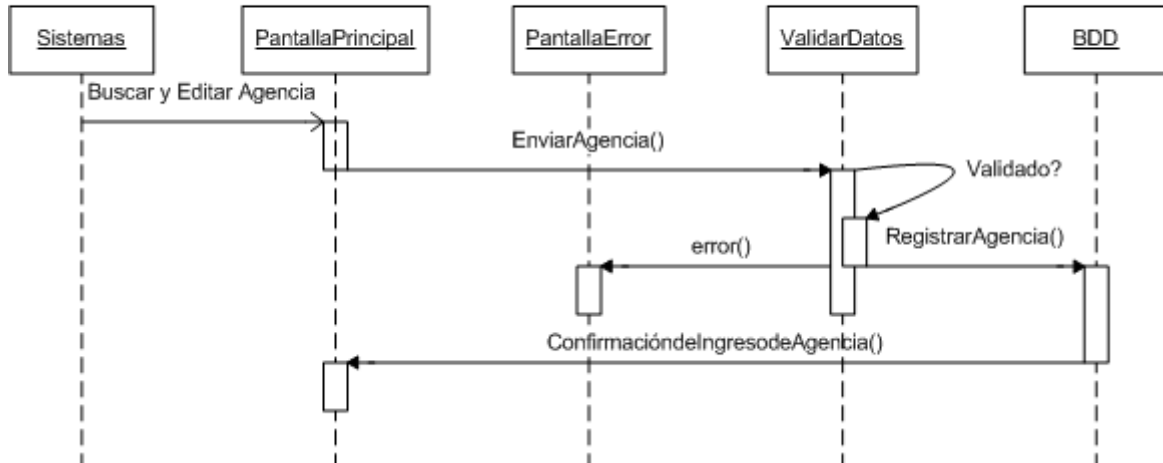 Sistemas
PantallaPrincipal
PantallaError
ValidarDatos
BDD
Buscar y Editar Agencia
EnviarAgencia()
Validado?
RegistrarAgencia()
error()
ConfirmacióndeIngresodeAgencia()